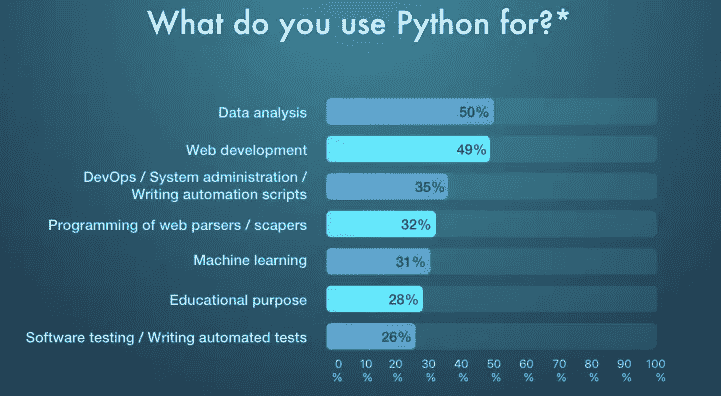 What do you use Python for?*
Data analysis 50%
Web development 49%
DevOps / System administration /
Writing automation scripts 35%
Programming of web parsers / scapers 32%
Machine learning 31%
Educational purpose 28%
Software testing / Writing automated tests 26%
0 10 20 30 40 50 60 70 80 90 100
% % % % % % % % % % %